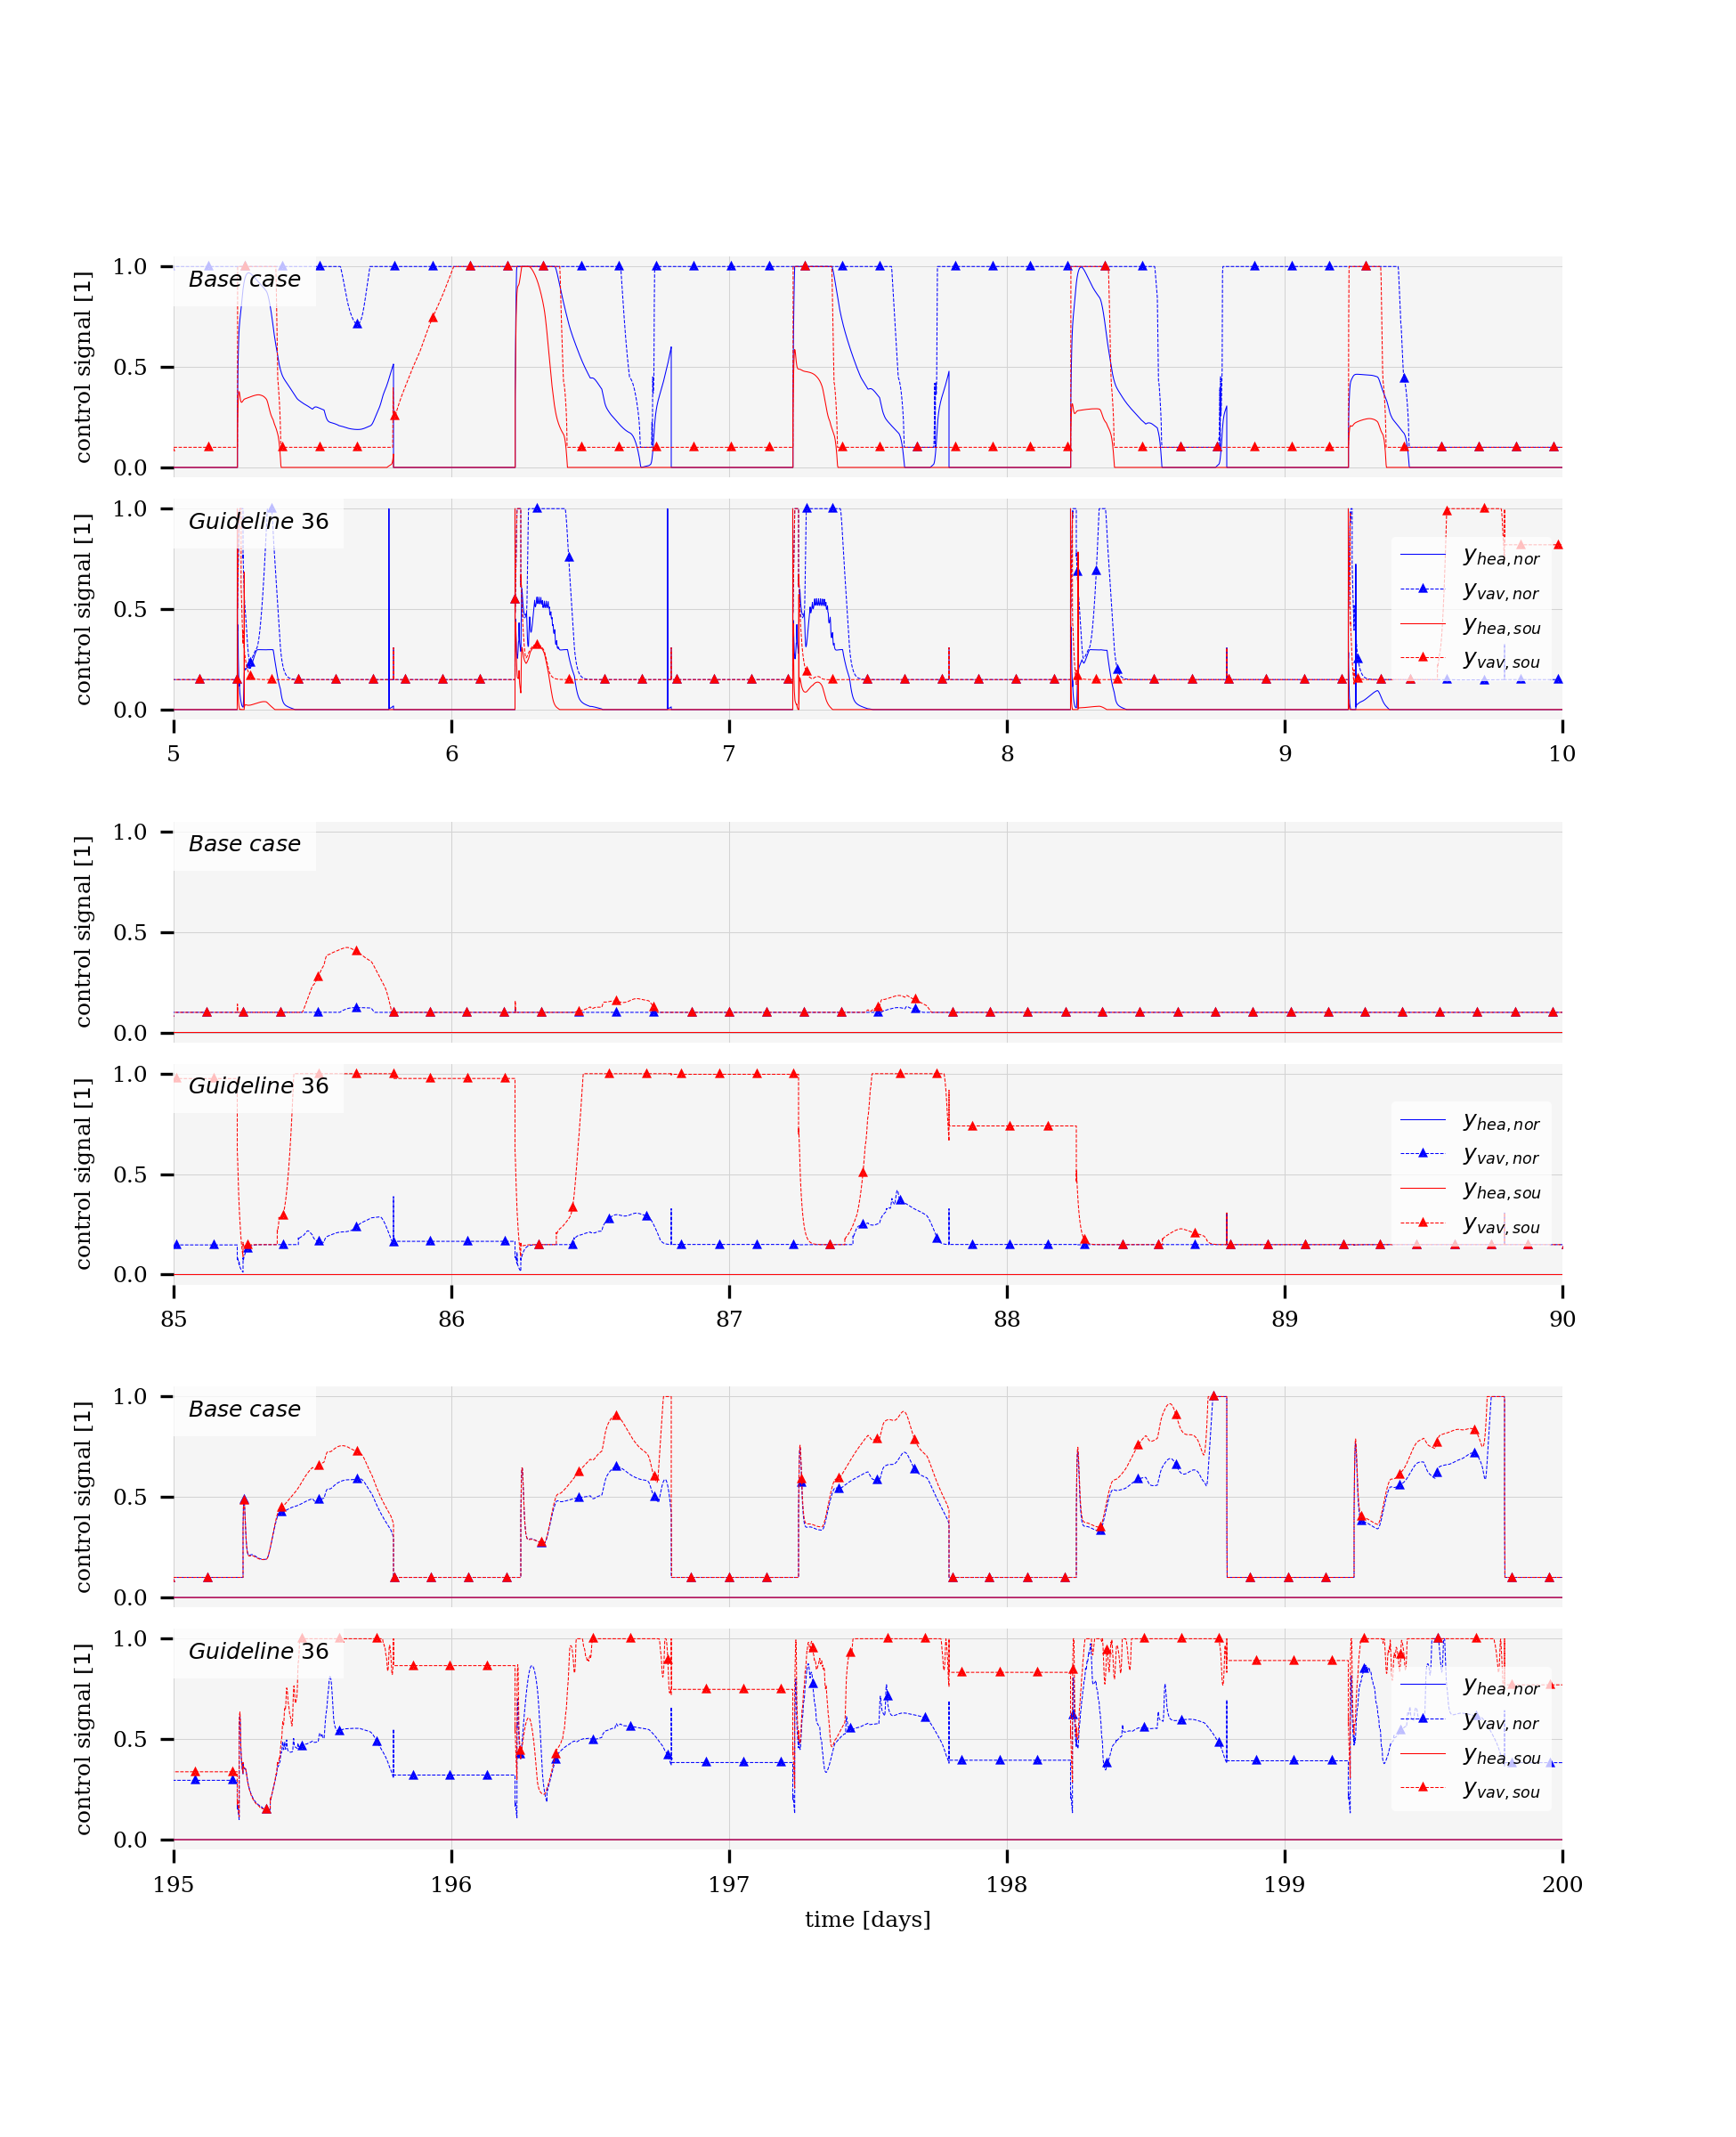 control signal [1]
1.0
0.5
0.0
Base case
control signal [1]
1.0
0.5
0.0
Guideline 36
y_hea,nor
y_vav,nor
y_hea,sou
y_vav,sou
5 6 7 8 9 10
control signal [1]
1.0
0.5
0.0
Base case
control signal [1]
1.0
0.5
0.0
Guideline 36
y_hea,nor
y_vav,nor
y_hea,sou
y_vav,sou
85 86 87 88 89 90
control signal [1]
1.0
0.5
0.0
Base case
control signal [1]
1.0
0.5
0.0
Guideline 36
y_hea,nor
y_vav,nor
y_hea,sou
y_vav,sou
195 196 197 198 199 200
time [days]